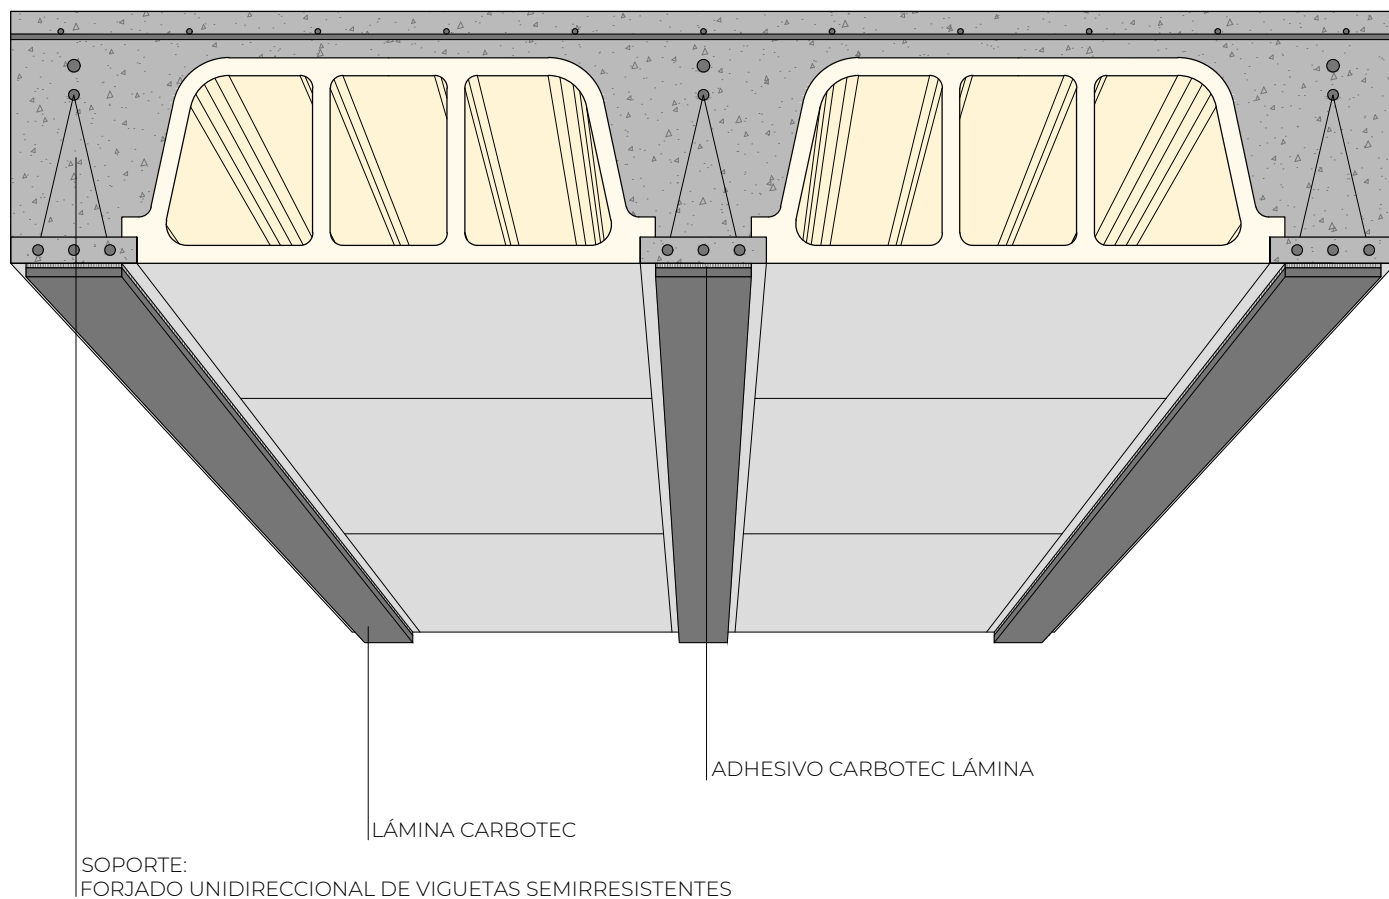 ADHESIVO CARBOTEC LÁMINA
LÁMINA CARBOTEC
SOPORTE:
FORJADO UNIDIRECCIONAL DE VIGUETAS SEMIRRESISTENTES